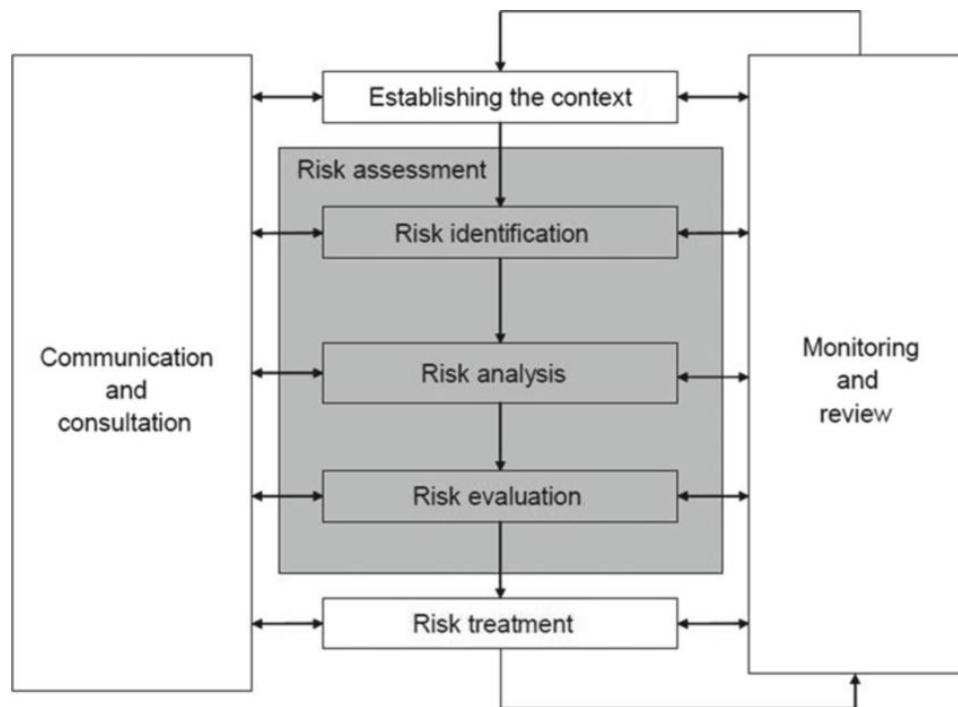 Establishing the context
Risk assessment
Risk identification
Communication
and
consultation
Risk analysis
Monitoring
and
review
Risk evaluation
Risk treatment